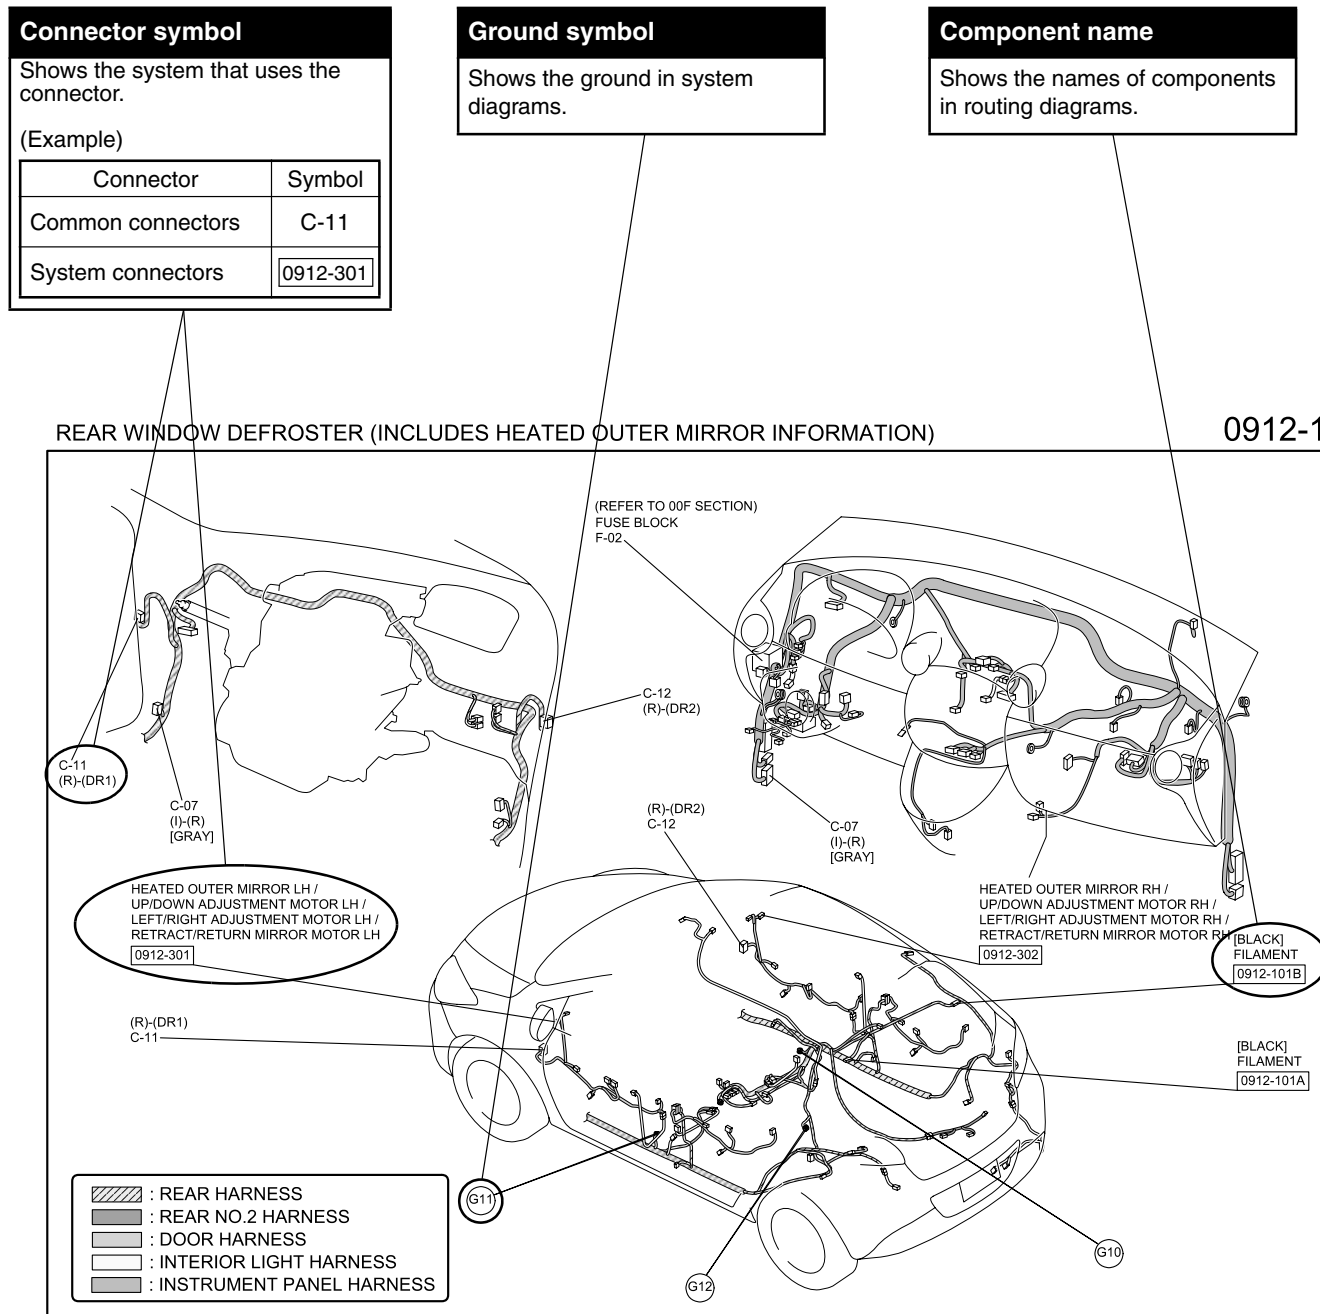 Connector symbol
Shows the system that uses the
connector.
(Example)
Connector Symbol
Common connectors C-11
System connectors 0912-301
Ground symbol
Shows the ground in system
diagrams.
Component name
Shows the names of components
in routing diagrams.
REAR WINDOW DEFROSTER (INCLUDES HEATED OUTER MIRROR INFORMATION) 0912-1
(REFER TO 00F SECTION)
FUSE BLOCK
F-02
C-12
(R)-(DR2)
C-11
(R)-(DR1)
C-07
(I)-(R)
[GRAY]
(R)-(DR2)
C-12
C-07
(I)-(R)
[GRAY]
HEATED OUTER MIRROR LH /
UP/DOWN ADJUSTMENT MOTOR LH /
LEFT/RIGHT ADJUSTMENT MOTOR LH /
RETRACT/RETURN MIRROR MOTOR LH
0912-301
HEATED OUTER MIRROR RH /
UP/DOWN ADJUSTMENT MOTOR RH /
LEFT/RIGHT ADJUSTMENT MOTOR RH /
RETRACT/RETURN MIRROR MOTOR RH
0912-302
[BLACK]
FILAMENT
0912-101B
(R)-(DR1)
C-11
[BLACK]
FILAMENT
0912-101A
: REAR HARNESS
: REAR NO.2 HARNESS
: DOOR HARNESS
: INTERIOR LIGHT HARNESS
: INSTRUMENT PANEL HARNESS
G11
G12
G10